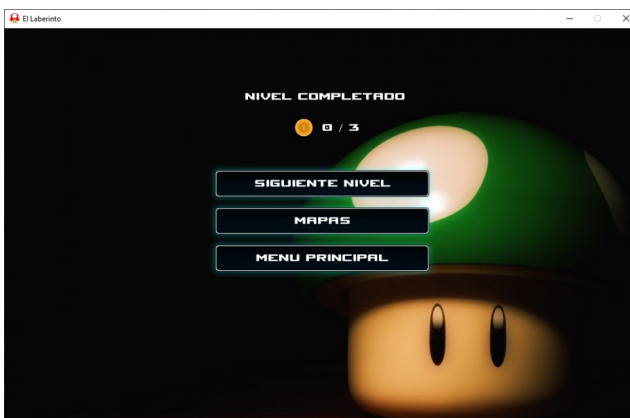 El Laberinto
NIVEL COMPLETADO
0 / 3
SIGUIENTE NIVEL
MAPAS
MENU PRINCIPAL